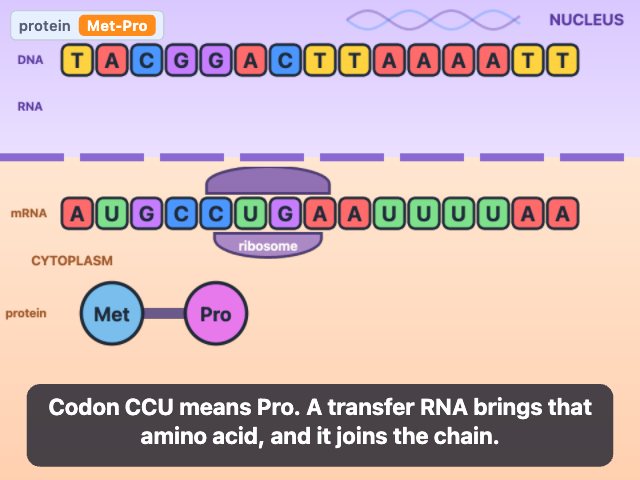 protein Met-Pro
NUCLEUS
DNA T A C G G A C T T A A A A T T
RNA
mRNA A U G C C U G A A U U U U A A
ribosome
CYTOPLASM
protein Met Pro
Codon CCU means Pro. A transfer RNA brings that
amino acid, and it joins the chain.